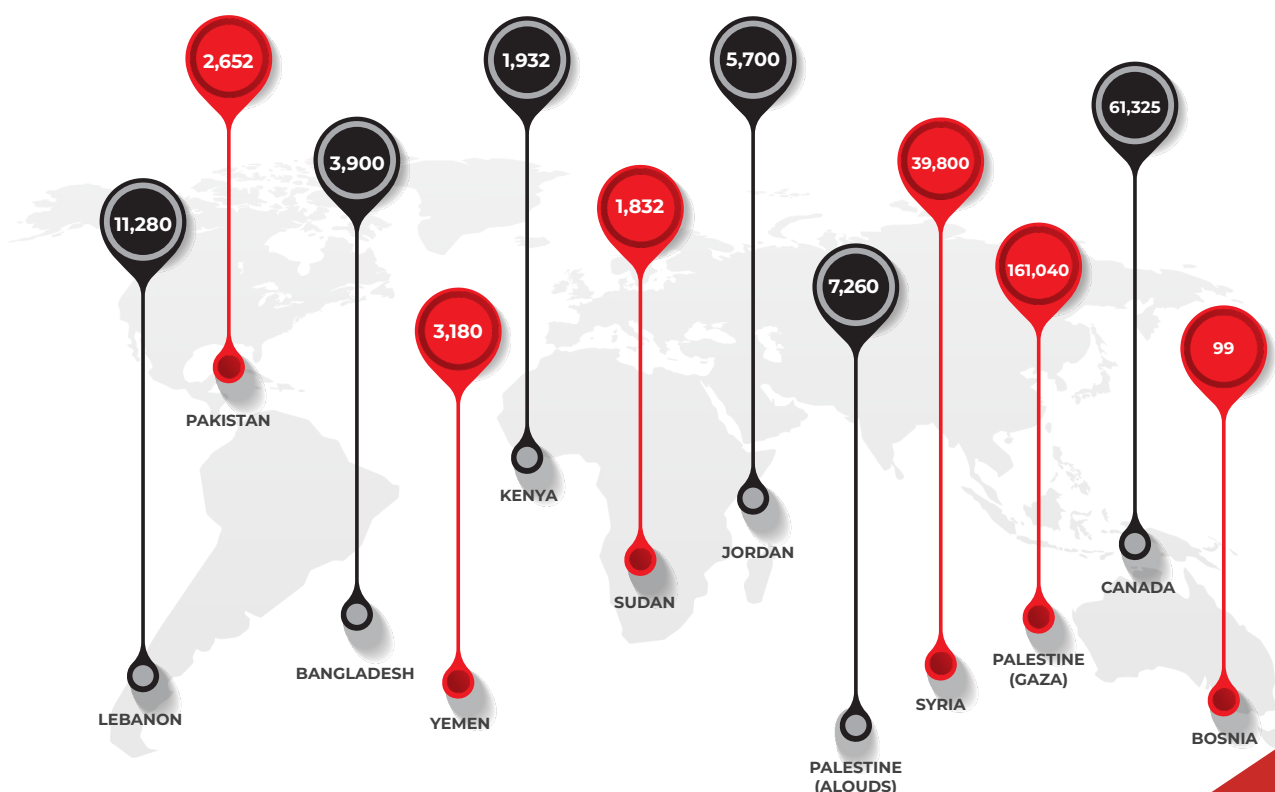 11,280
LEBANON
2,652
PAKISTAN
3,900
BANGLADESH
3,180
YEMEN
1,932
KENYA
1,832
SUDAN
5,700
JORDAN
7,260
PALESTINE
(ALOUDS)
39,800
SYRIA
161,040
PALESTINE
(GAZA)
61,325
CANADA
99
BOSNIA